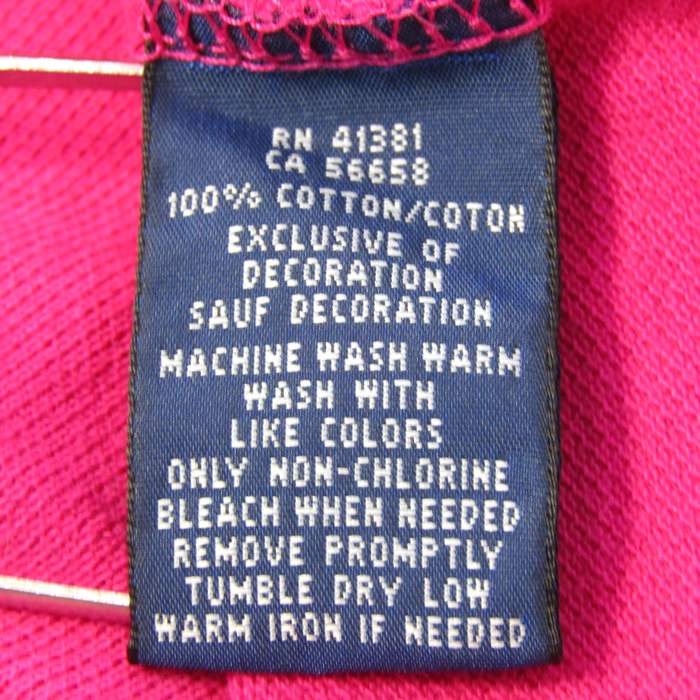 RN 41381
CA 56658
100% COTTON/COTON
EXCLUSIVE OF
DECORATION
SAUF DECORATION
MACHINE WASH WARM
WASH WITH
LIKE COLORS
ONLY NON-CHLORINE
BLEACH WHEN NEEDED
REMOVE PROMPTLY
TUMBLE DRY LOW
WARM IRON IF NEEDED